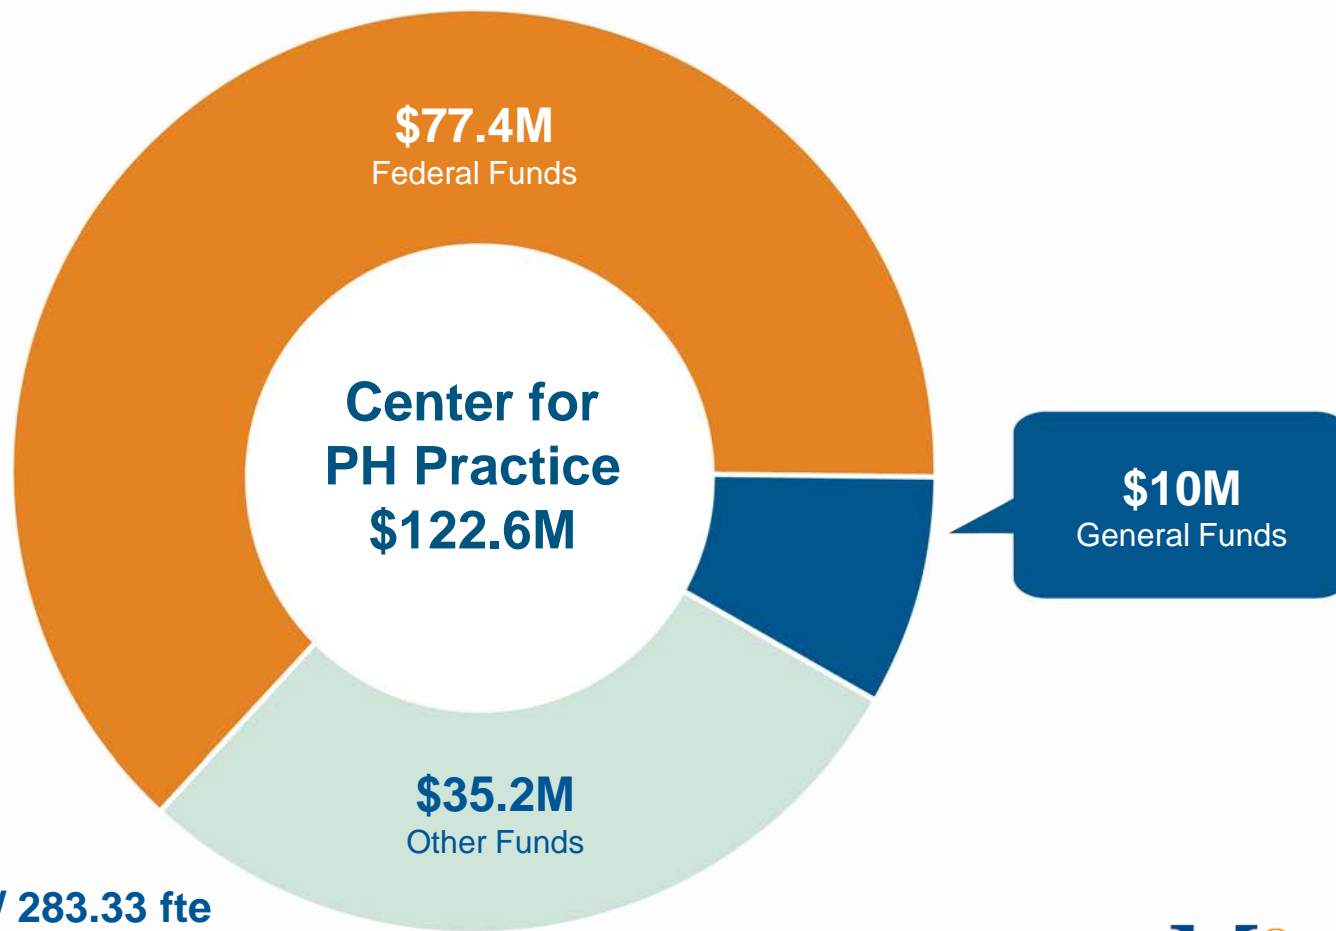 $77.4M
Federal Funds
Center for
PH Practice
$122.6M
$10M
General Funds
$35.2M
Other Funds
/ 283.33 fte